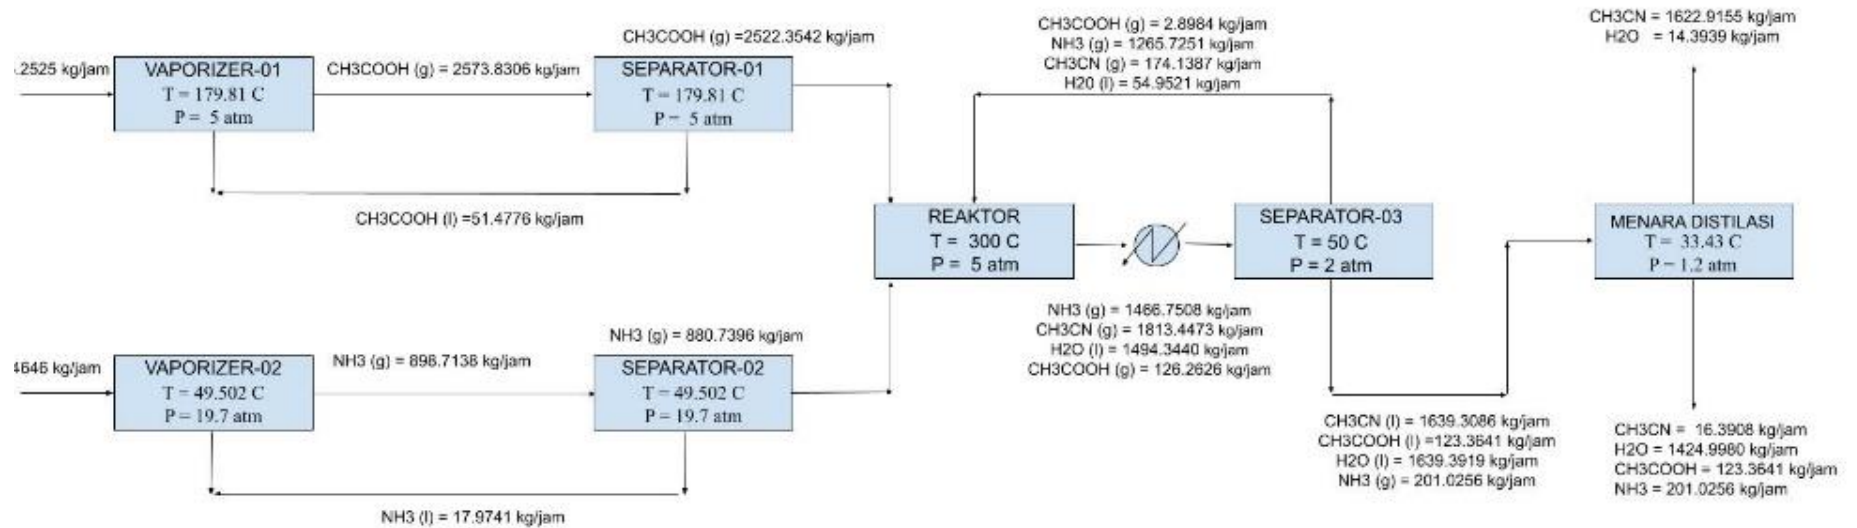 .2525 kg/jam
VAPORIZER-01
T = 179.81 C
P = 5 atm
CH3COOH (g) = 2573.8306 kg/jam
CH3COOH (g) =2522.3542 kg/jam
SEPARATOR-01
T = 179.81 C
P = 5 atm
CH3COOH (l) =51.4776 kg/jam
CH3COOH (g) = 2.8984 kg/jam
NH3 (g) = 1265.7251 kg/jam
CH3CN (g) = 174.1387 kg/jam
H20 (l) = 54.9521 kg/jam
CH3CN = 1622.9155 kg/jam
H2O = 14.3939 kg/jam
REAKTOR
T = 300 C
P = 5 atm
SEPARATOR-03
T = 50 C
P = 2 atm
MENARA DISTILASI
T = 33.43 C
P = 1.2 atm
NH3 (g) = 1466.7508 kg/jam
CH3CN (g) = 1813.4473 kg/jam
H2O (l) = 1494.3440 kg/jam
CH3COOH (g) = 126.2626 kg/jam
4646 kg/jam
VAPORIZER-02
T = 49.502 C
P = 19.7 atm
NH3 (g) = 898.7138 kg/jam
NH3 (g) = 880.7396 kg/jam
SEPARATOR-02
T = 49.502 C
P = 19.7 atm
NH3 (l) = 17.9741 kg/jam
CH3CN (l) = 1639.3086 kg/jam
CH3COOH (l) =123.3641 kg/jam
H2O (l) = 1639.3919 kg/jam
NH3 (g) = 201.0256 kg/jam
CH3CN = 16.3908 kg/jam
H2O = 1424.9980 kg/jam
CH3COOH = 123.3641 kg/jam
NH3 = 201.0256 kg/jam